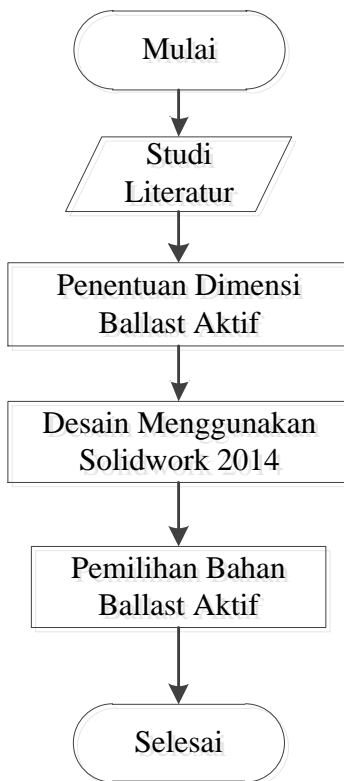 Mulai
Studi
Literatur
Penentuan Dimensi
Ballast Aktif
Desain Menggunakan
Solidwork 2014
Pemilihan Bahan
Ballast Aktif
Selesai